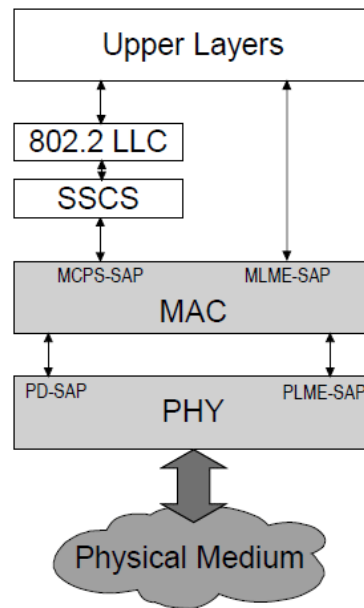 Upper Layers
802.2 LLC
SSCS
MCPS-SAP MLME-SAP
MAC
PD-SAP PLME-SAP
PHY
Physical Medium